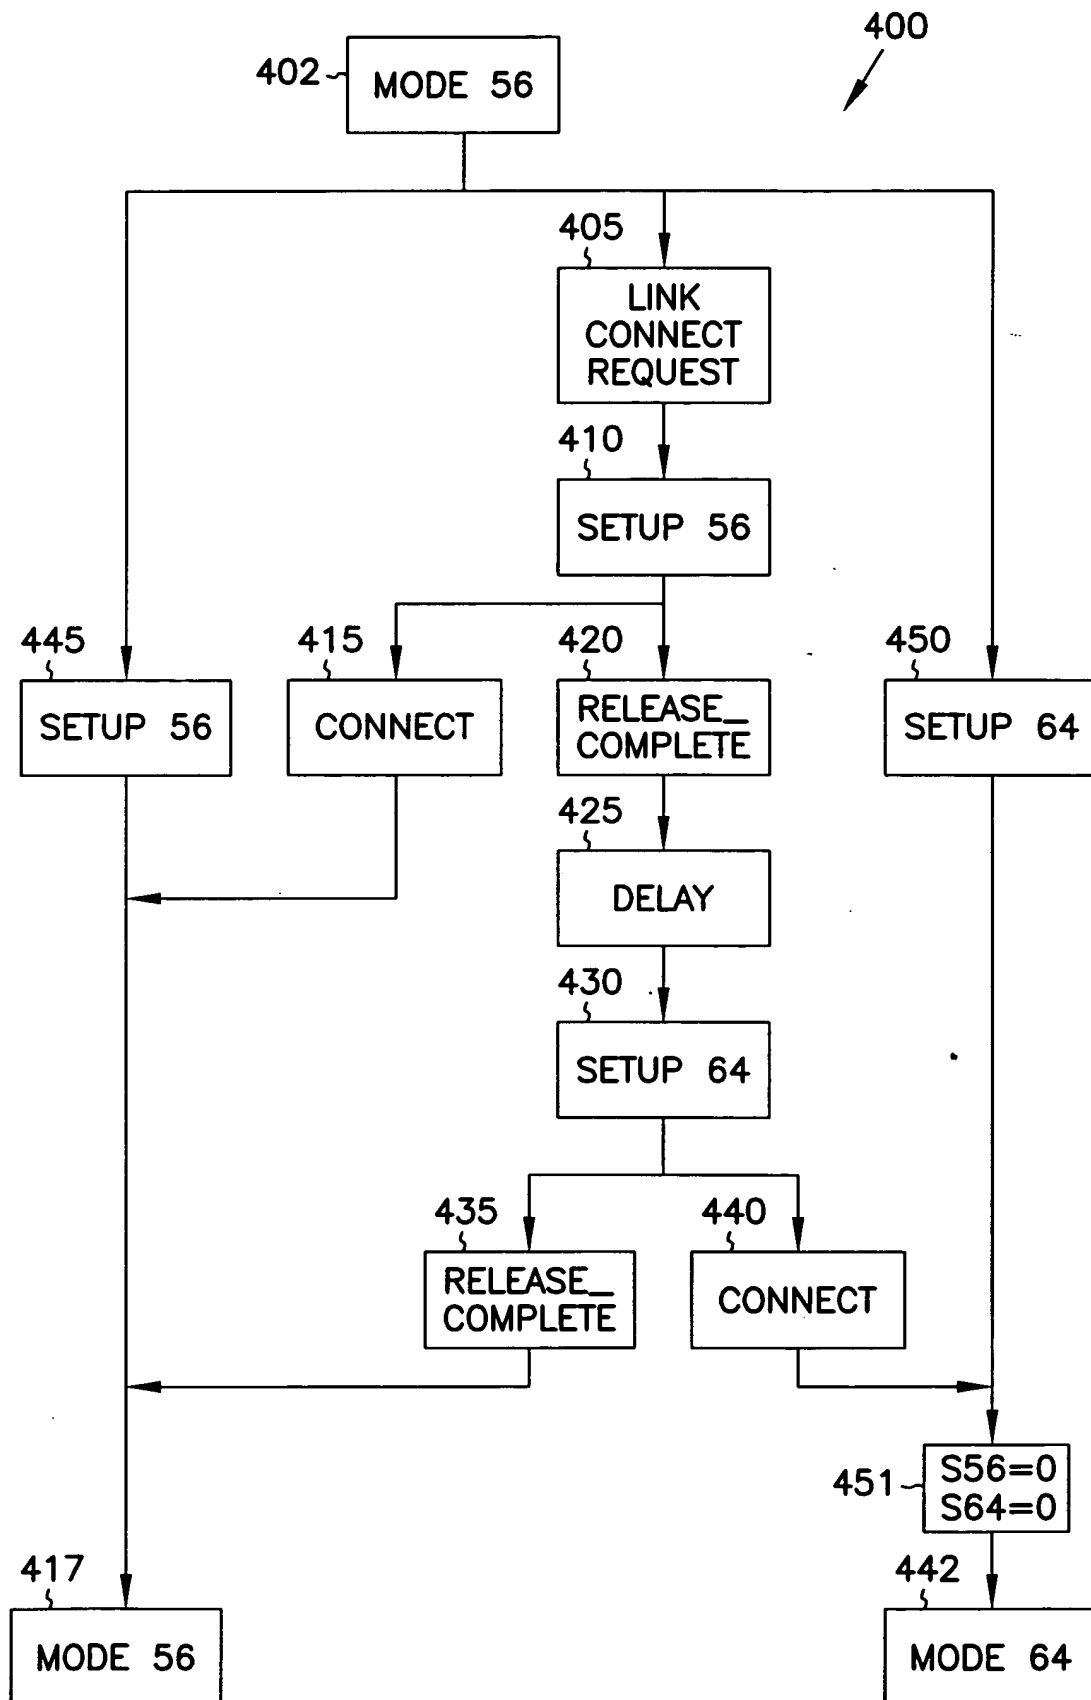 400
402
MODE 56
405
LINK
CONNECT
REQUEST
410
SETUP 56
445
SETUP 56
415
CONNECT
420
RELEASE_
COMPLETE
450
SETUP 64
425
DELAY
430
SETUP 64
435
RELEASE_
COMPLETE
440
CONNECT
451
S56=0
S64=0
417
MODE 56
442
MODE 64